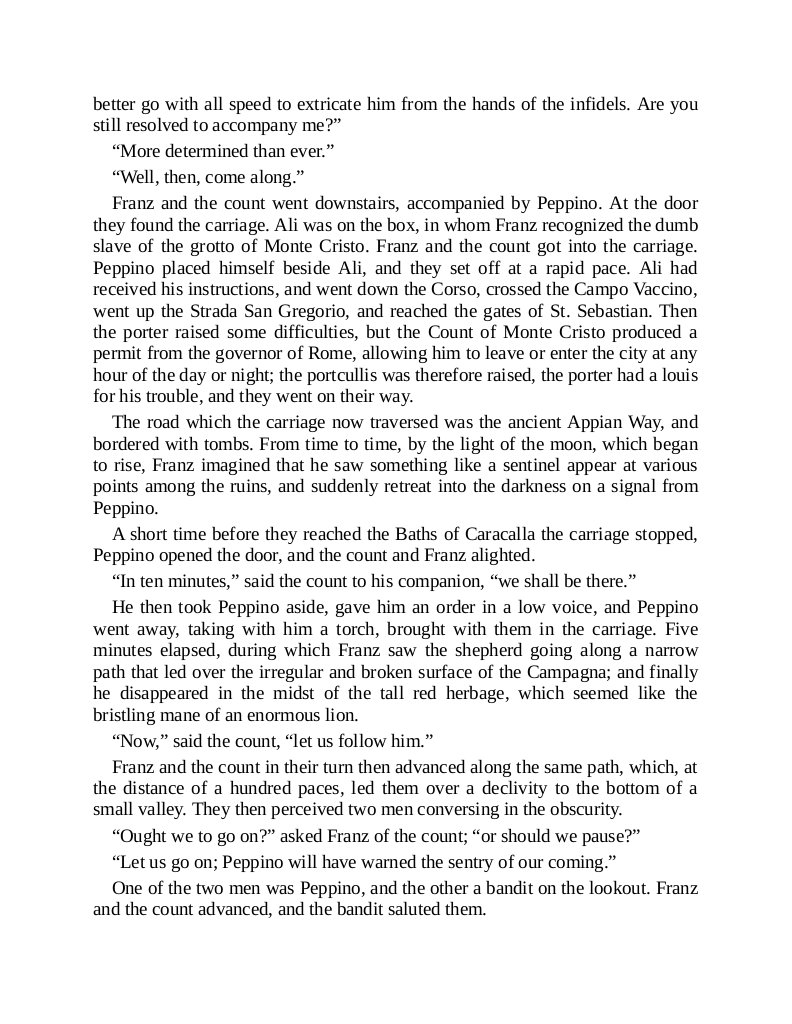 better go with all speed to extricate him from the hands of the infidels. Are you
still resolved to accompany me?”
“More determined than ever.”
“Well, then, come along.”
Franz and the count went downstairs, accompanied by Peppino. At the door
they found the carriage. Ali was on the box, in whom Franz recognized the dumb
slave of the grotto of Monte Cristo. Franz and the count got into the carriage.
Peppino placed himself beside Ali, and they set off at a rapid pace. Ali had
received his instructions, and went down the Corso, crossed the Campo Vaccino,
went up the Strada San Gregorio, and reached the gates of St. Sebastian. Then
the porter raised some difficulties, but the Count of Monte Cristo produced a
permit from the governor of Rome, allowing him to leave or enter the city at any
hour of the day or night; the portcullis was therefore raised, the porter had a louis
for his trouble, and they went on their way.
The road which the carriage now traversed was the ancient Appian Way, and
bordered with tombs. From time to time, by the light of the moon, which began
to rise, Franz imagined that he saw something like a sentinel appear at various
points among the ruins, and suddenly retreat into the darkness on a signal from
Peppino.
A short time before they reached the Baths of Caracalla the carriage stopped,
Peppino opened the door, and the count and Franz alighted.
“In ten minutes,” said the count to his companion, “we shall be there.”
He then took Peppino aside, gave him an order in a low voice, and Peppino
went away, taking with him a torch, brought with them in the carriage. Five
minutes elapsed, during which Franz saw the shepherd going along a narrow
path that led over the irregular and broken surface of the Campagna; and finally
he disappeared in the midst of the tall red herbage, which seemed like the
bristling mane of an enormous lion.
“Now,” said the count, “let us follow him.”
Franz and the count in their turn then advanced along the same path, which, at
the distance of a hundred paces, led them over a declivity to the bottom of a
small valley. They then perceived two men conversing in the obscurity.
“Ought we to go on?” asked Franz of the count; “or should we pause?”
“Let us go on; Peppino will have warned the sentry of our coming.”
One of the two men was Peppino, and the other a bandit on the lookout. Franz
and the count advanced, and the bandit saluted them.